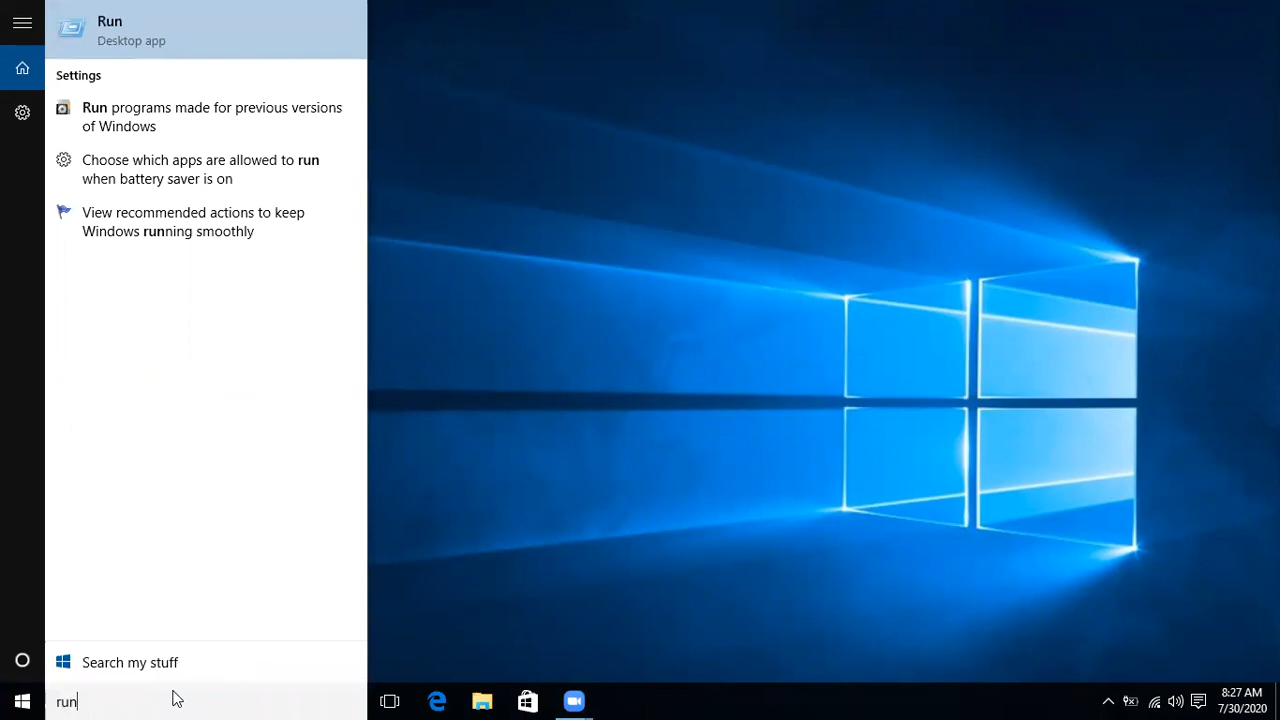 Run
Desktop app
Settings
Run programs made for previous versions
of Windows
Choose which apps are allowed to run
when battery saver is on
View recommended actions to keep
Windows running smoothly
Search my stuff
run
8:27 AM
7/30/2020